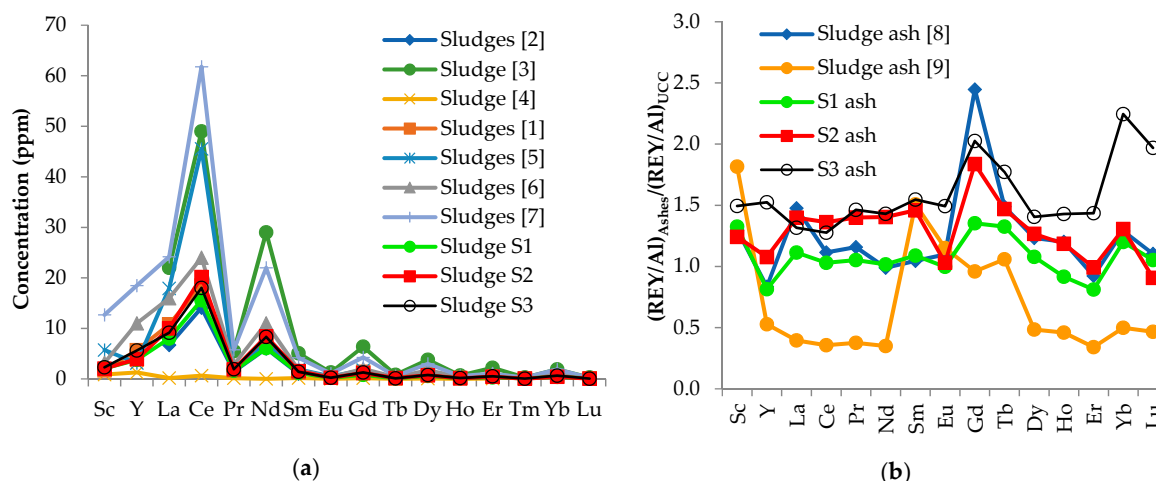 70
60
50
40
30
20
10
0
Concentration (ppm)
Sludges [2]
Sludge [3]
Sludge [4]
Sludges [1]
Sludges [5]
Sludges [6]
Sludges [7]
Sludge S1
Sludge S2
Sludge S3
Sc Y La Ce Pr Nd Sm Eu Gd Tb Dy Ho Er Tm Yb Lu
(a)
3.0
2.5
2.0
1.5
1.0
0.5
0.0
(REY/Al)Ashes/(REY/Al)UCC
Sludge ash [8]
Sludge ash [9]
S1 ash
S2 ash
S3 ash
Sc Y La Ce Pr Nd Sm Eu Gd Tb Dy Ho Er Yb Lu
(b)